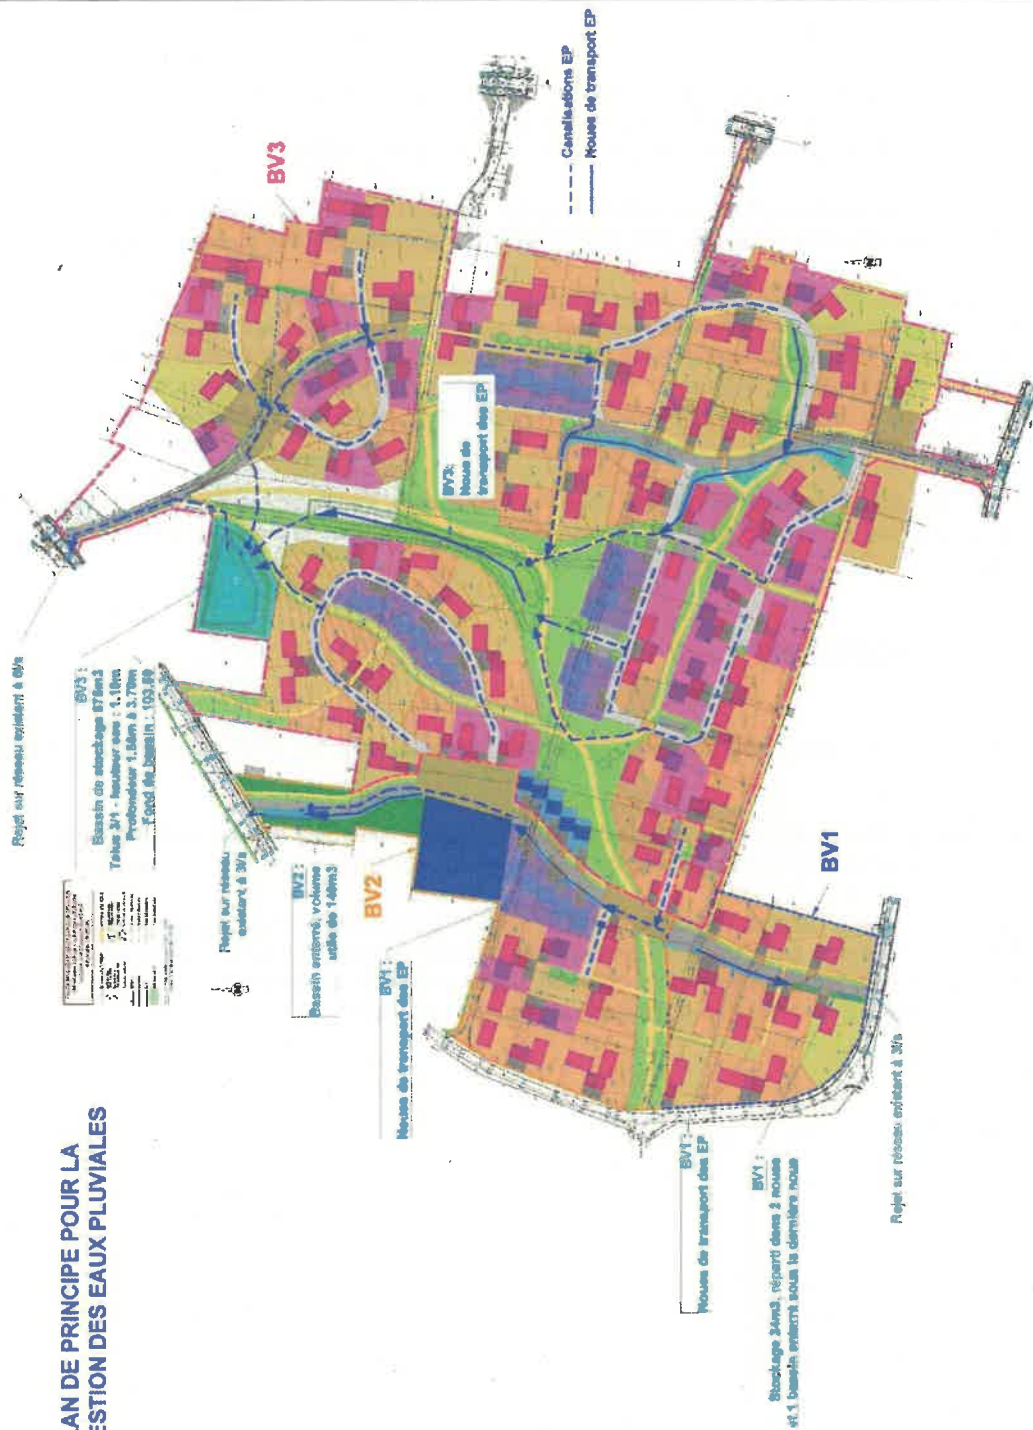 AN DE PRINCIPE POUR LA
ESTION DES EAUX PLUVIALES
Rejet sur réseau existant à 6l/s
BV3 :
Bassin de stockage 878m3
Talus 3/1 - hauteur eau : 1.10m
Profondeur 1.58m à 3.70m
Fond de bassin : 103.80
Rejet sur réseau
existant à 3l/s
BV2 :
Bassin enterré, volume
utile de 140m3
BV2
BV1 :
Noues de transport des EP
BV1 :
Noues de transport des EP
BV1 :
Stockage 34m3, réparti dans 2 noues
et 1 bassin enterré sous la dernière noue
Rejet sur réseau existant à 3l/s
BV1
BV3:
Noue de
transport des EP
BV3
Canalisations EP
Noues de transport EP